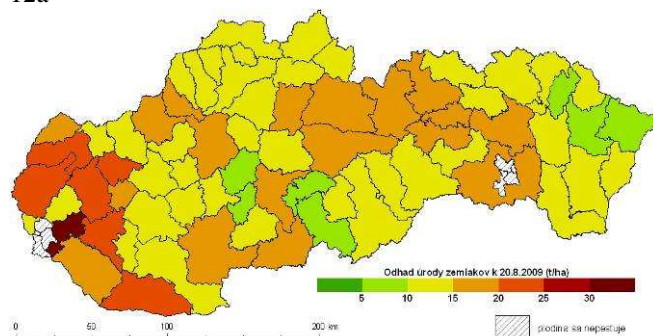 12a
Odhad úrody zemiakov k 20.8.2009 (t/ha)
5 10 15 20 25 30
plodina sa nepestuje
0 50 100 200 km